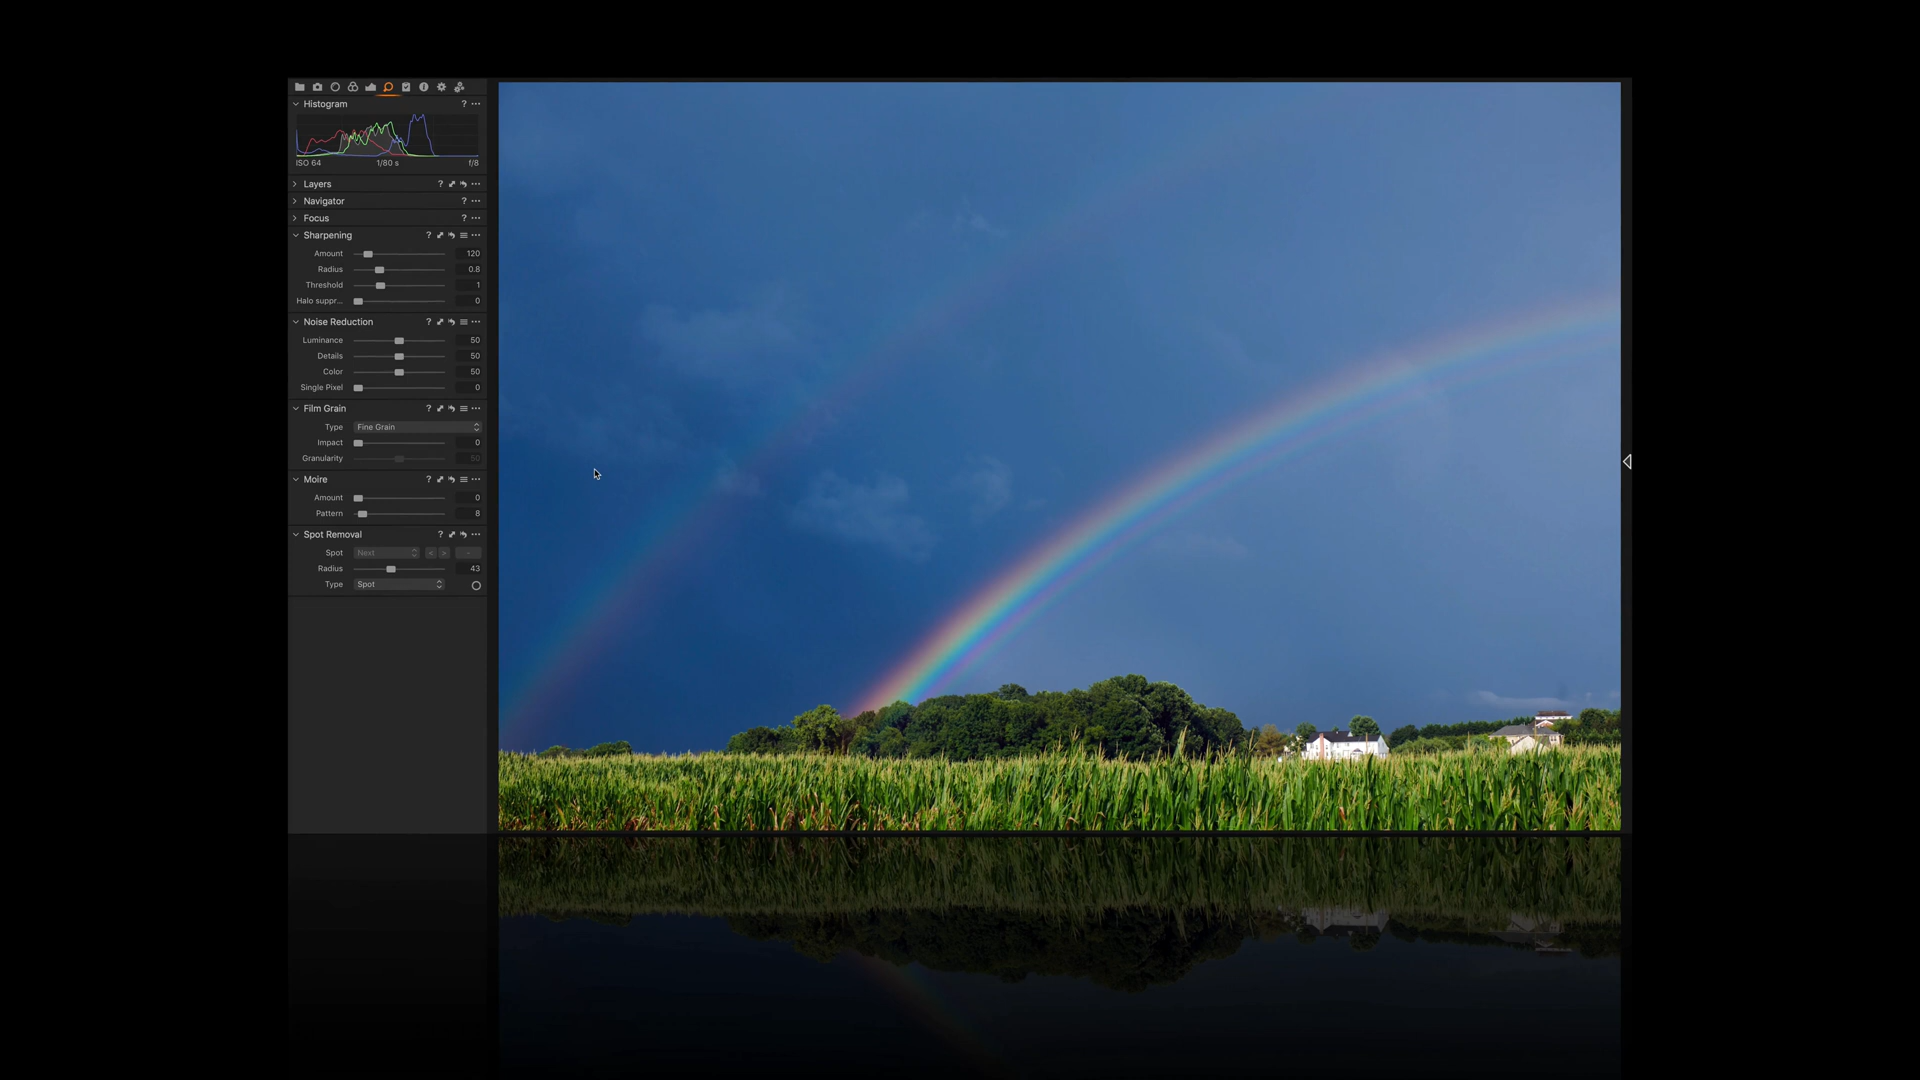 Histogram ? ...
ISO 64 1/80 s f/8
Layers ? ...
Navigator ? ...
Focus ? ...
Sharpening ? ...
Amount 120
Radius 0.8
Threshold 1
Halo suppr... 0
Noise Reduction ? ...
Luminance 50
Details 50
Color 50
Single Pixel 0
Film Grain ? ...
Type Fine Grain
Impact 0
Granularity 50
Moire ? ...
Amount 0
Pattern 8
Spot Removal ? ...
Spot Next < > -
Radius 43
Type Spot